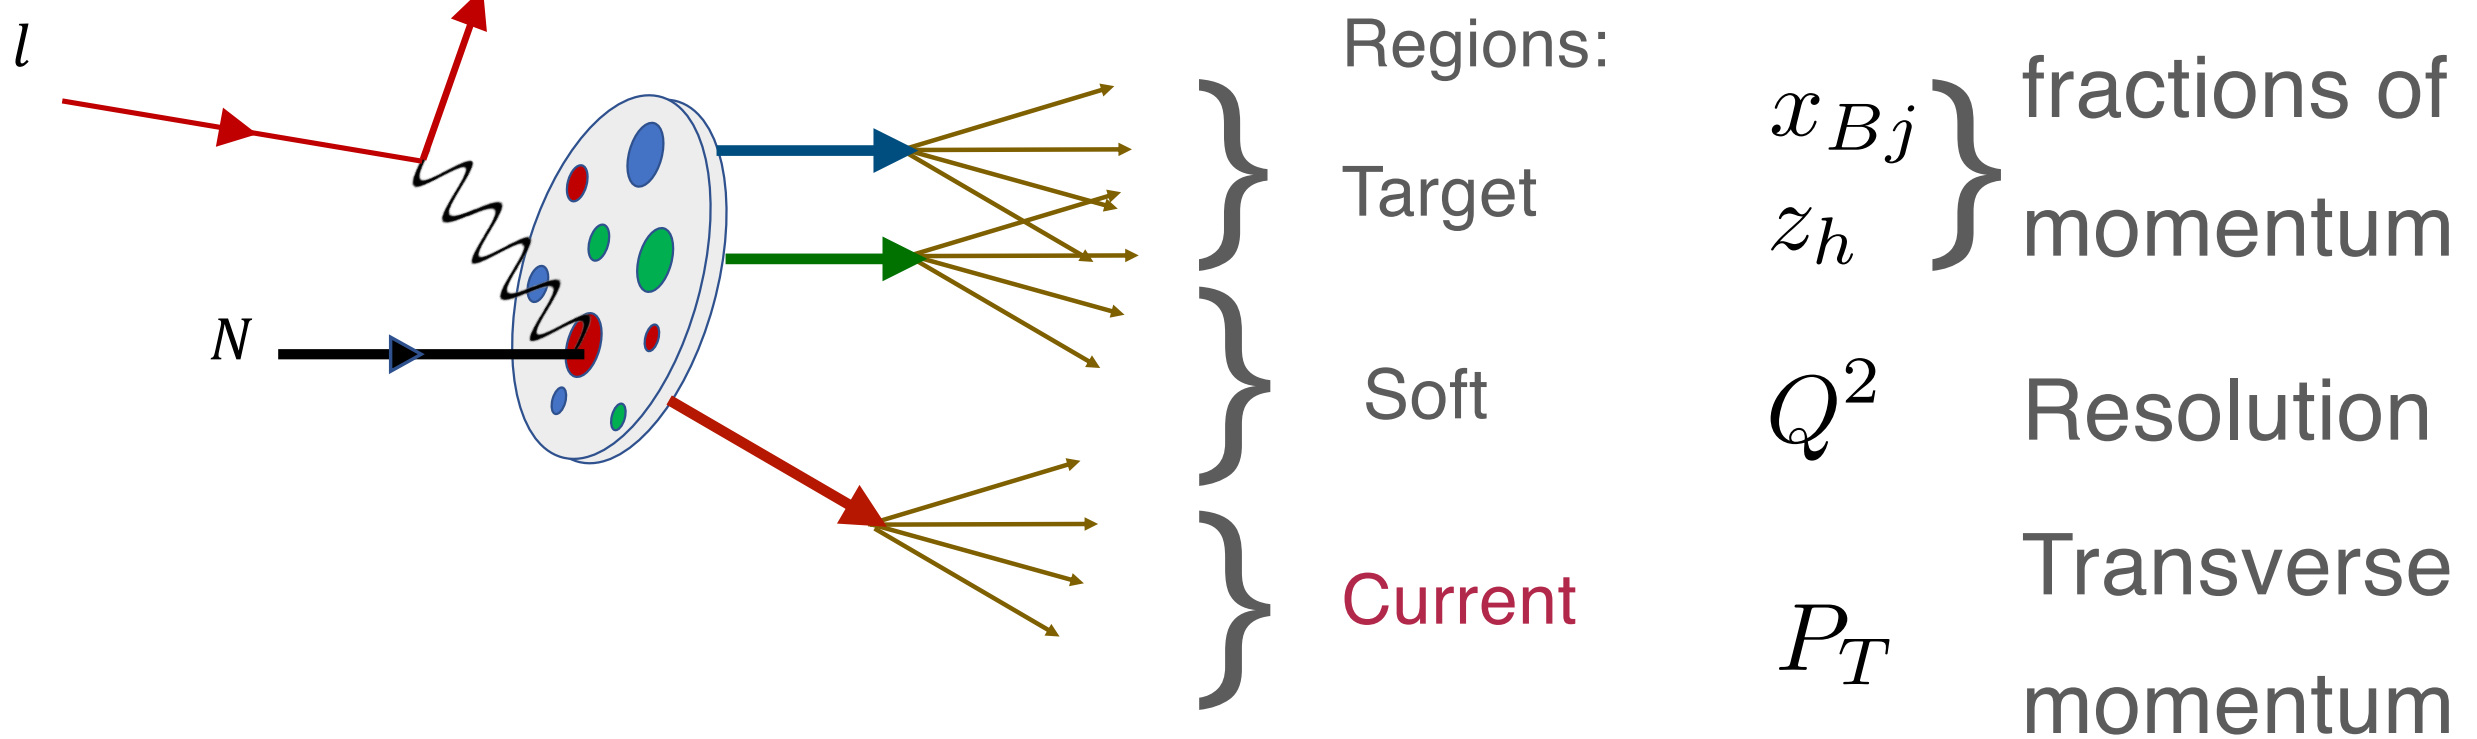 l
N
Regions:
Target
Soft
Current
x_{Bj}
z_h
fractions of
momentum
Q^2
Resolution
P_T
Transverse
momentum